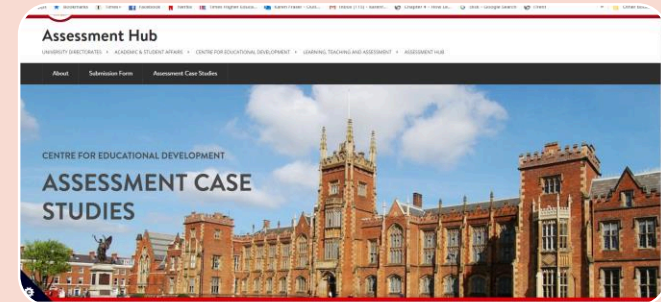 Assessment Hub
UNIVERSITY DIRECTORATES • ACADEMIC & STUDENT AFFAIRS • CENTRE FOR EDUCATIONAL DEVELOPMENT • LEARNING, TEACHING AND ASSESSMENT • ASSESSMENT HUB
About Submission Form Assessment Case Studies
CENTRE FOR EDUCATIONAL DEVELOPMENT
ASSESSMENT CASE
STUDIES